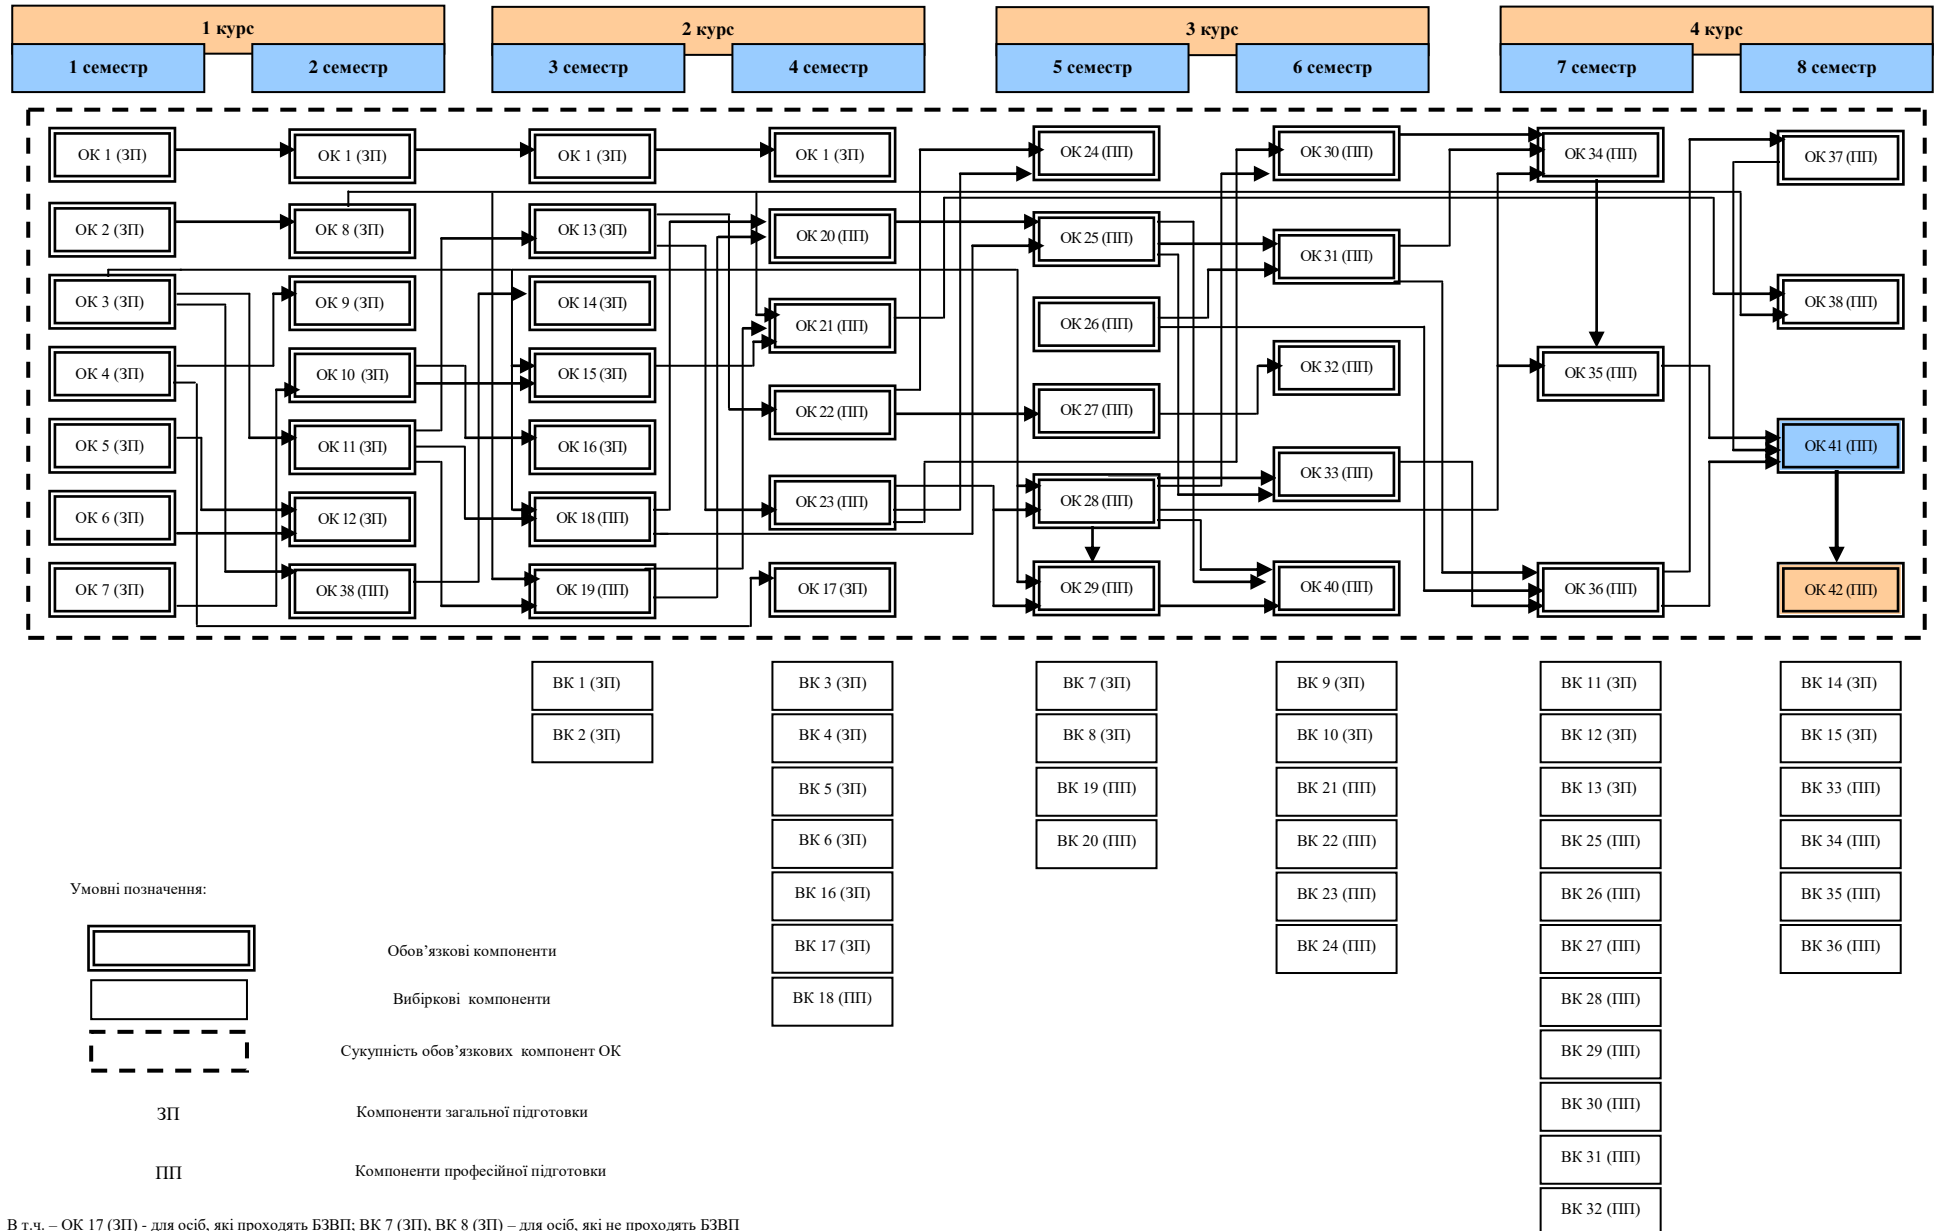 1 курс
2 курс
3 курс
4 курс
1 семестр
2 семестр
3 семестр
4 семестр
5 семестр
6 семестр
7 семестр
8 семестр
ОК 1 (ЗП)
ОК 1 (ЗП)
ОК 1 (ЗП)
ОК 1 (ЗП)
ОК 24 (ПП)
ОК 30 (ПП)
ОК 34 (ПП)
ОК 37 (ПП)
ОК 2 (ЗП)
ОК 8 (ЗП)
ОК 13 (ЗП)
ОК 20 (ПП)
ОК 25 (ПП)
ОК 31 (ПП)
ОК 3 (ЗП)
ОК 9 (ЗП)
ОК 14 (ЗП)
ОК 21 (ПП)
ОК 26 (ПП)
ОК 38 (ПП)
ОК 4 (ЗП)
ОК 10 (ЗП)
ОК 15 (ЗП)
ОК 22 (ПП)
ОК 27 (ПП)
ОК 32 (ПП)
ОК 35 (ПП)
ОК 5 (ЗП)
ОК 11 (ЗП)
ОК 16 (ЗП)
ОК 23 (ПП)
ОК 28 (ПП)
ОК 33 (ПП)
ОК 41 (ПП)
ОК 6 (ЗП)
ОК 12 (ЗП)
ОК 18 (ПП)
ОК 7 (ЗП)
ОК 38 (ПП)
ОК 19 (ПП)
ОК 17 (ЗП)
ОК 29 (ПП)
ОК 40 (ПП)
ОК 36 (ПП)
ОК 42 (ПП)
ВК 1 (ЗП)
ВК 3 (ЗП)
ВК 7 (ЗП)
ВК 9 (ЗП)
ВК 11 (ЗП)
ВК 14 (ЗП)
ВК 2 (ЗП)
ВК 4 (ЗП)
ВК 8 (ЗП)
ВК 10 (ЗП)
ВК 12 (ЗП)
ВК 15 (ЗП)
ВК 5 (ЗП)
ВК 19 (ПП)
ВК 21 (ПП)
ВК 13 (ЗП)
ВК 33 (ПП)
ВК 6 (ЗП)
ВК 20 (ПП)
ВК 22 (ПП)
ВК 25 (ПП)
ВК 34 (ПП)
ВК 16 (ЗП)
ВК 23 (ПП)
ВК 26 (ПП)
ВК 35 (ПП)
ВК 17 (ЗП)
ВК 24 (ПП)
ВК 27 (ПП)
ВК 36 (ПП)
ВК 18 (ПП)
ВК 28 (ПП)
ВК 29 (ПП)
ВК 30 (ПП)
ВК 31 (ПП)
ВК 32 (ПП)
Умовні позначення:
Обов’язкові компоненти
Вибіркові компоненти
Сукупність обов’язкових компонент ОК
ЗП Компоненти загальної підготовки
ПП Компоненти професійної підготовки
В т.ч. – ОК 17 (ЗП) - для осіб, які проходять БЗВП; ВК 7 (ЗП), ВК 8 (ЗП) – для осіб, які не проходять БЗВП